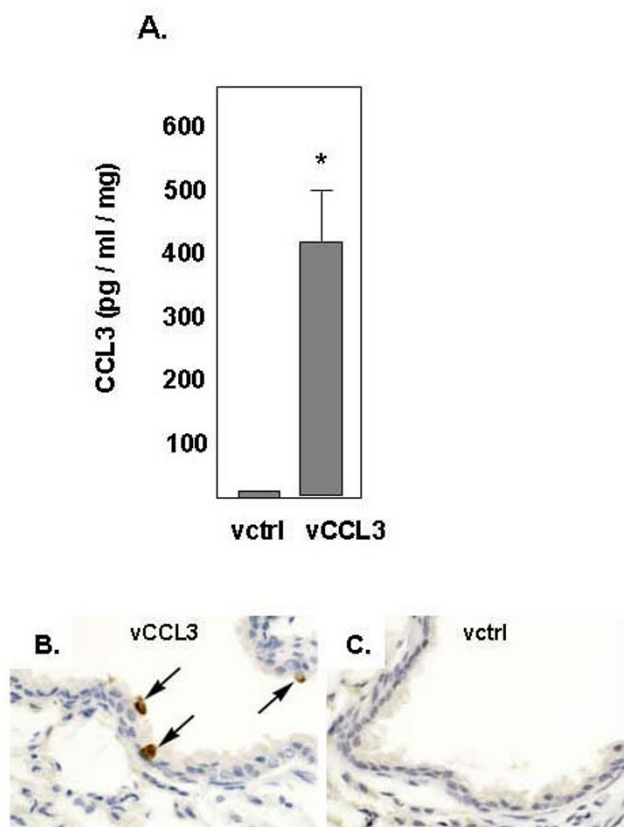 A.
CCL3 (pg / ml / mg)
600
500
400
300
200
100
*
vctrl vCCL3
B. vCCL3
C. vctrl